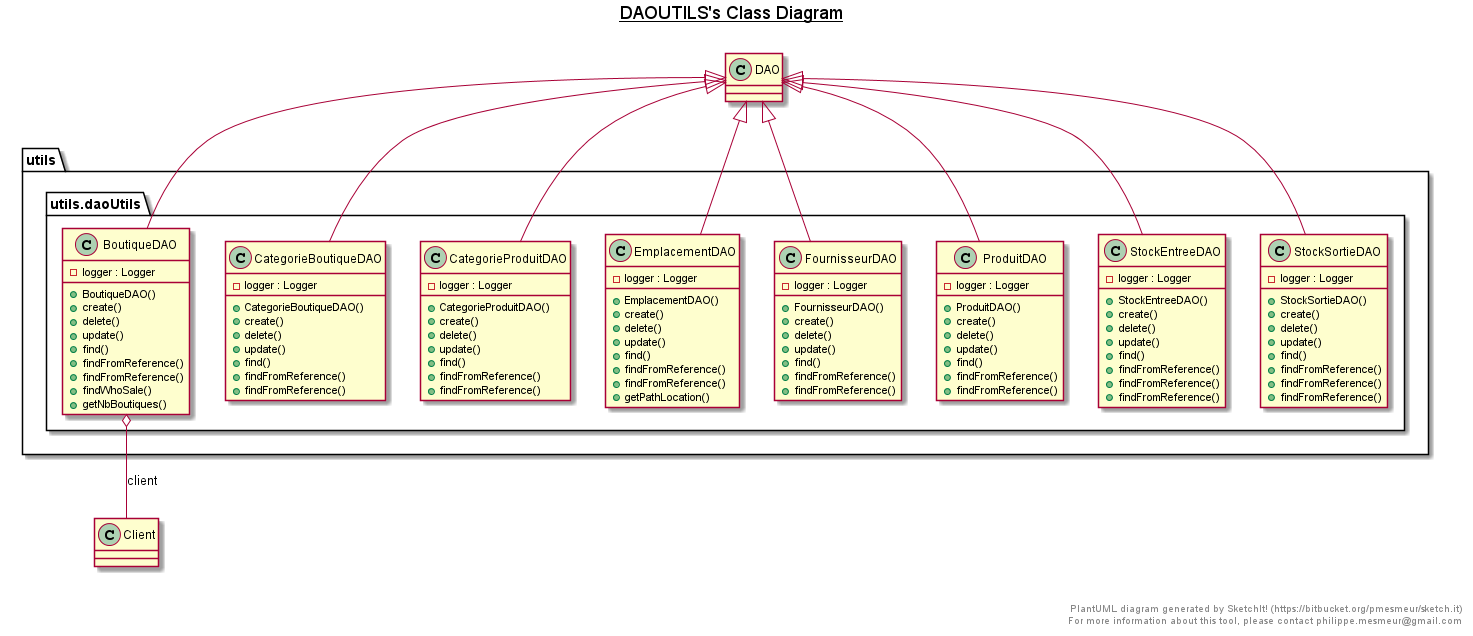 DAOUTILS's Class Diagram
C DAO
utils
utils.daoUtils
C BoutiqueDAO
logger : Logger
BoutiqueDAO()
create()
delete()
update()
find()
findFromReference()
findFromReference()
findWhoSale()
getNbBoutiques()
C CategorieBoutiqueDAO
logger : Logger
CategorieBoutiqueDAO()
create()
delete()
update()
find()
findFromReference()
findFromReference()
C CategorieProduitDAO
logger : Logger
CategorieProduitDAO()
create()
delete()
update()
find()
findFromReference()
findFromReference()
C EmplacementDAO
logger : Logger
EmplacementDAO()
create()
delete()
update()
find()
findFromReference()
findFromReference()
getPathLocation()
C FournisseurDAO
logger : Logger
FournisseurDAO()
create()
delete()
update()
find()
findFromReference()
findFromReference()
C ProduitDAO
logger : Logger
ProduitDAO()
create()
delete()
update()
find()
findFromReference()
findFromReference()
C StockEntreeDAO
logger : Logger
StockEntreeDAO()
create()
delete()
update()
find()
findFromReference()
findFromReference()
findFromReference()
C StockSortieDAO
logger : Logger
StockSortieDAO()
create()
delete()
update()
find()
findFromReference()
findFromReference()
findFromReference()
client
C Client
PlantUML diagram generated by SketchIt! (https://bitbucket.org/pmesmeur/sketch.it)
For more information about this tool, please contact philippe.mesmeur@gmail.com